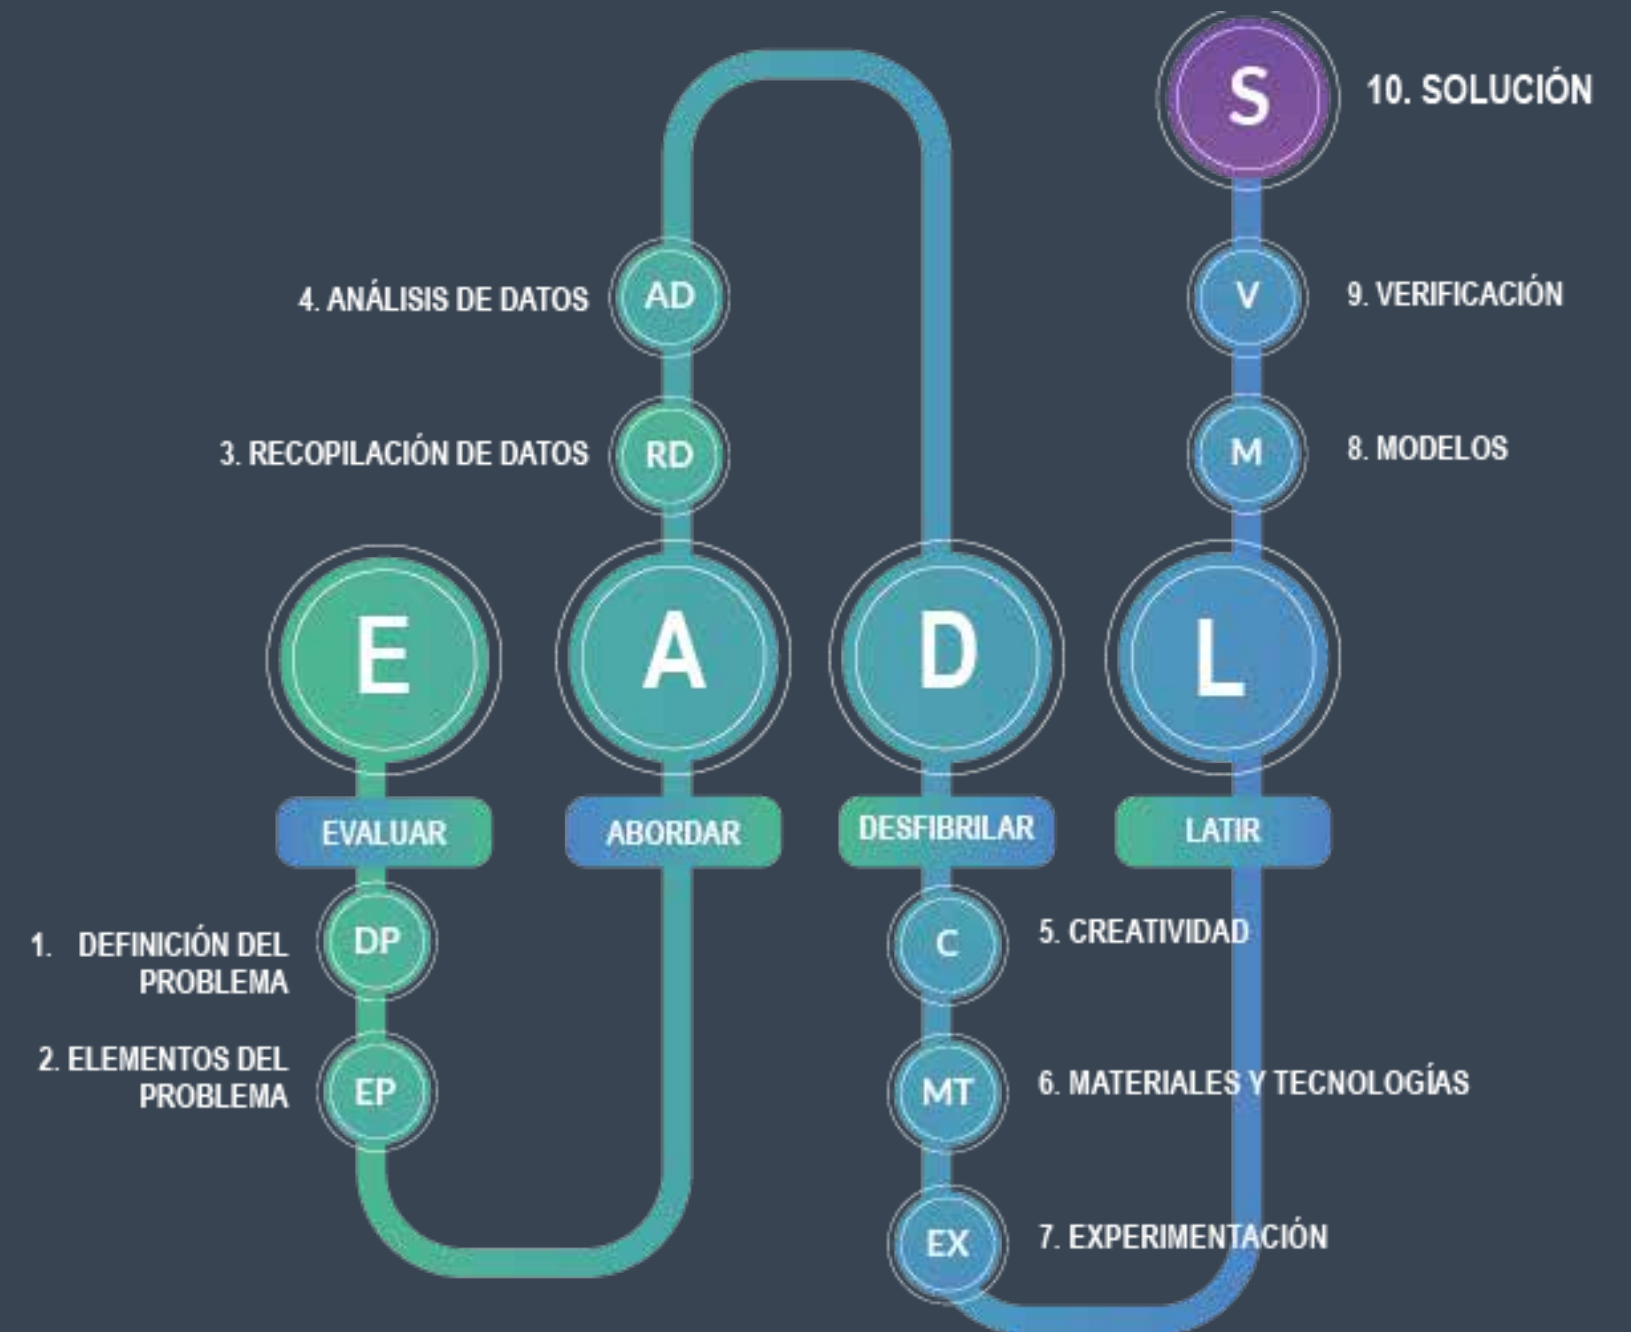 S
10. SOLUCIÓN
4. ANÁLISIS DE DATOS
AD
V
9. VERIFICACIÓN
3. RECOPILACIÓN DE DATOS
RD
M
8. MODELOS
E
A
D
L
EVALUAR
ABORDAR
DESFIBRILAR
LATIR
1. DEFINICIÓN DEL
PROBLEMA
DP
C
5. CREATIVIDAD
2. ELEMENTOS DEL
PROBLEMA
EP
MT
6. MATERIALES Y TECNOLOGÍAS
EX
7. EXPERIMENTACIÓN